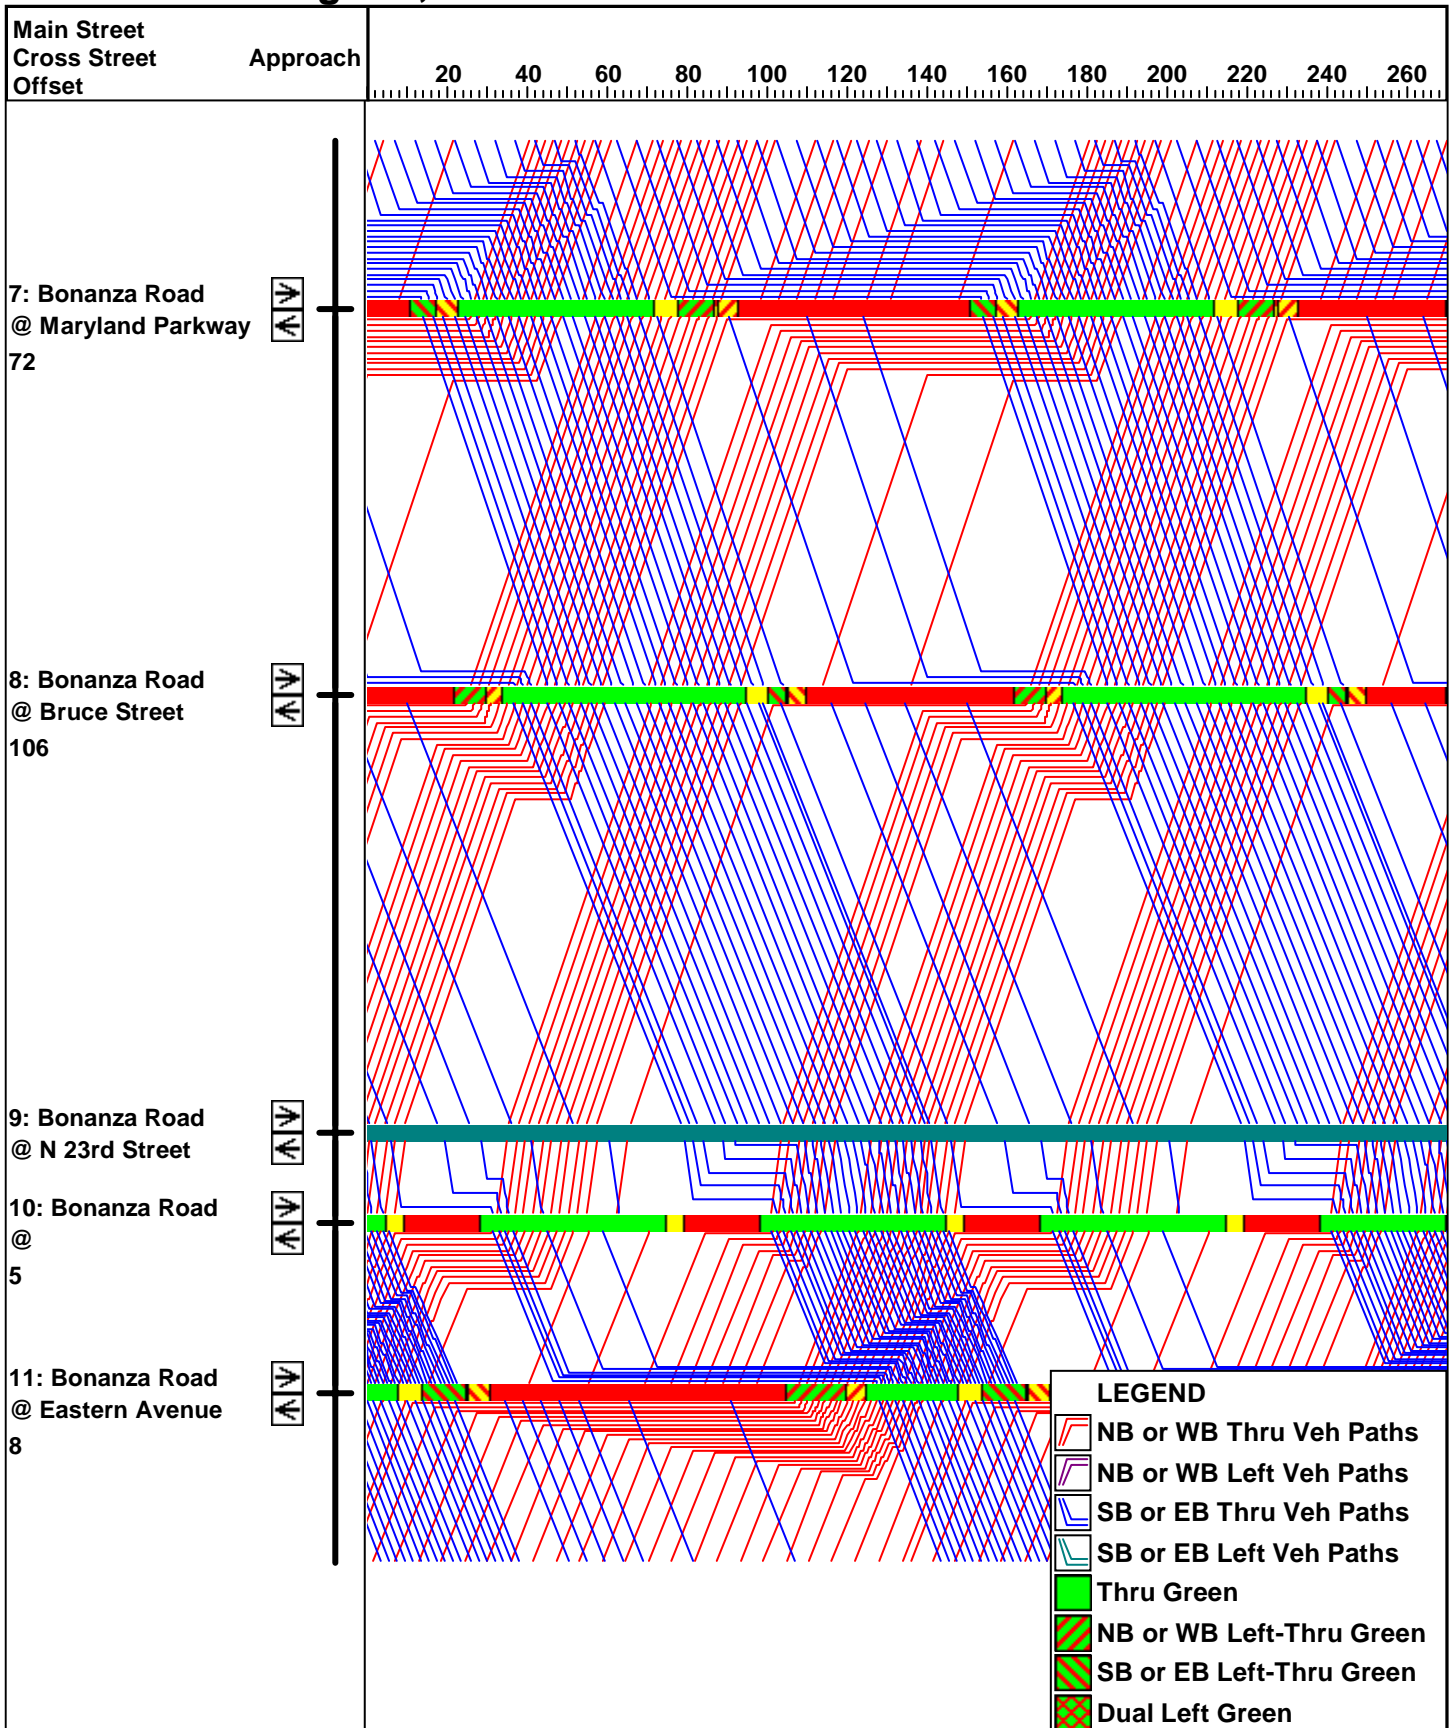 Main Street
Cross Street Approach
Offset
20 40 60 80 100 120 140 160 180 200 220 240 260
7: Bonanza Road
@ Maryland Parkway
72
8: Bonanza Road
@ Bruce Street
106
9: Bonanza Road
@ N 23rd Street
10: Bonanza Road
@
5
11: Bonanza Road
@ Eastern Avenue
8
LEGEND
NB or WB Thru Veh Paths
NB or WB Left Veh Paths
SB or EB Thru Veh Paths
SB or EB Left Veh Paths
Thru Green
NB or WB Left-Thru Green
SB or EB Left-Thru Green
Dual Left Green